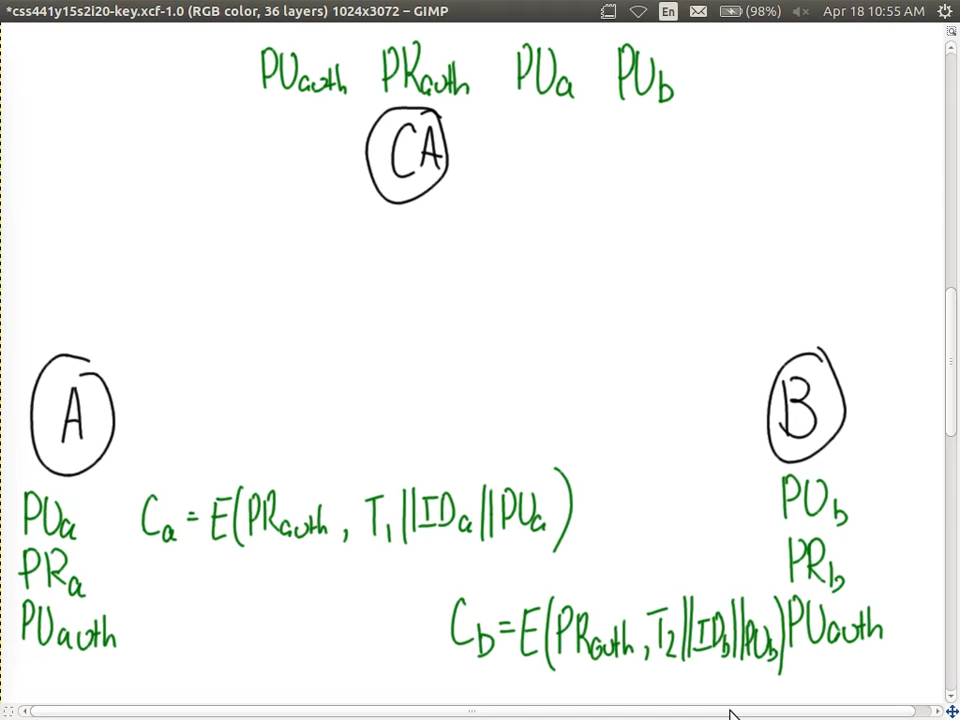 *css441y15s2i20-key.xcf-1.0 (RGB color, 36 layers) 1024x3072 – GIMP En (98%) Apr 18 10:55 AM
PUauth PRauth PUa PUb
CA
A B
PUa Ca = E(PRauth, T1||IDa||PUa) PUb
PRa PRb
PUauth Cb=E(PRauth,T2||IDb||PUb) PUauth